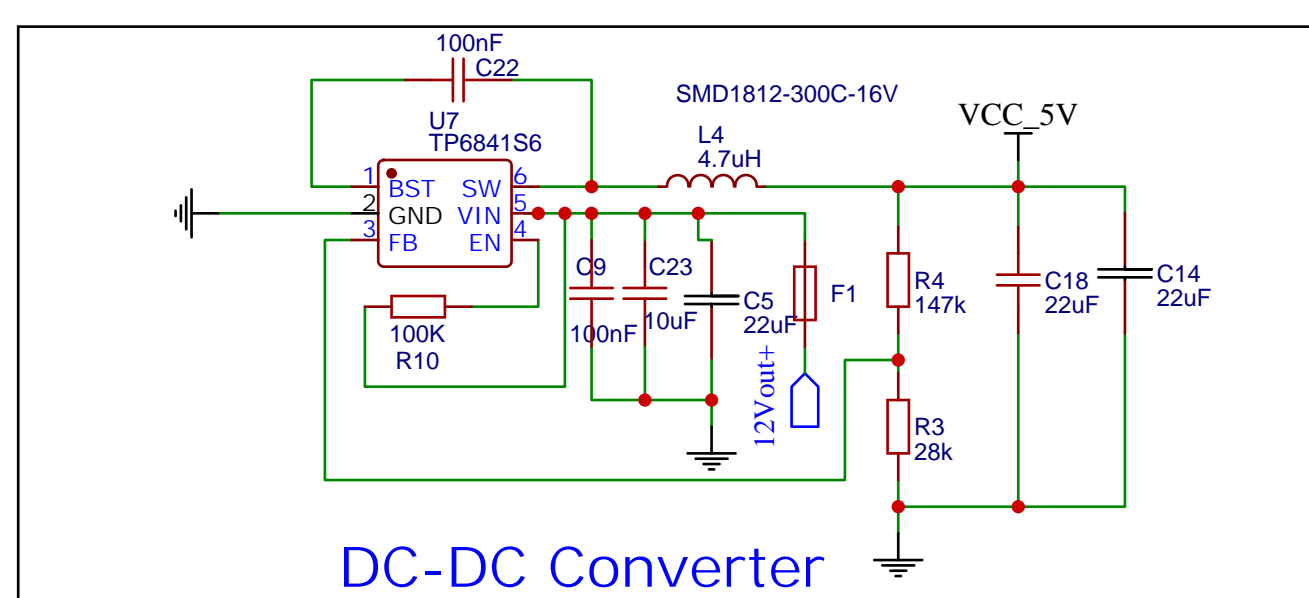 100nF
C22
SMD1812-300C-16V
VCC_5V
U7
TP6841S6
L4
4.7uH
1
BST
SW
6
2
GND
VIN
5
3
FB
EN
4
C9
C23
C5
22uF
F1
R4
147k
C18
22uF
C14
22uF
100nF
10uF
100K
R10
12Vout+
R3
28k
DC-DC Converter